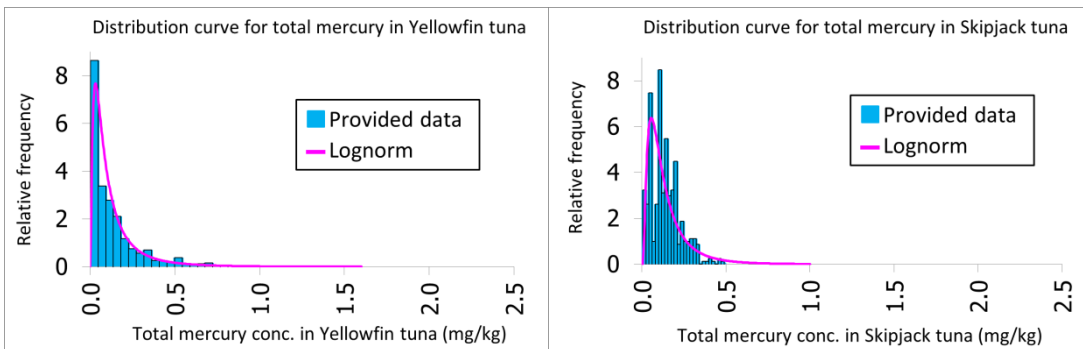 Distribution curve for total mercury in Yellowfin tuna
8
6
4
2
0
Relative frequency
Provided data
Lognorm
0.0
0.5
1.0
1.5
2.0
2.5
Total mercury conc. in Yellowfin tuna (mg/kg)
Distribution curve for total mercury in Skipjack tuna
8
6
4
2
0
Relative frequency
Provided data
Lognorm
0.0
0.5
1.0
1.5
2.0
2.5
Total mercury conc. in Skipjack tuna (mg/kg)